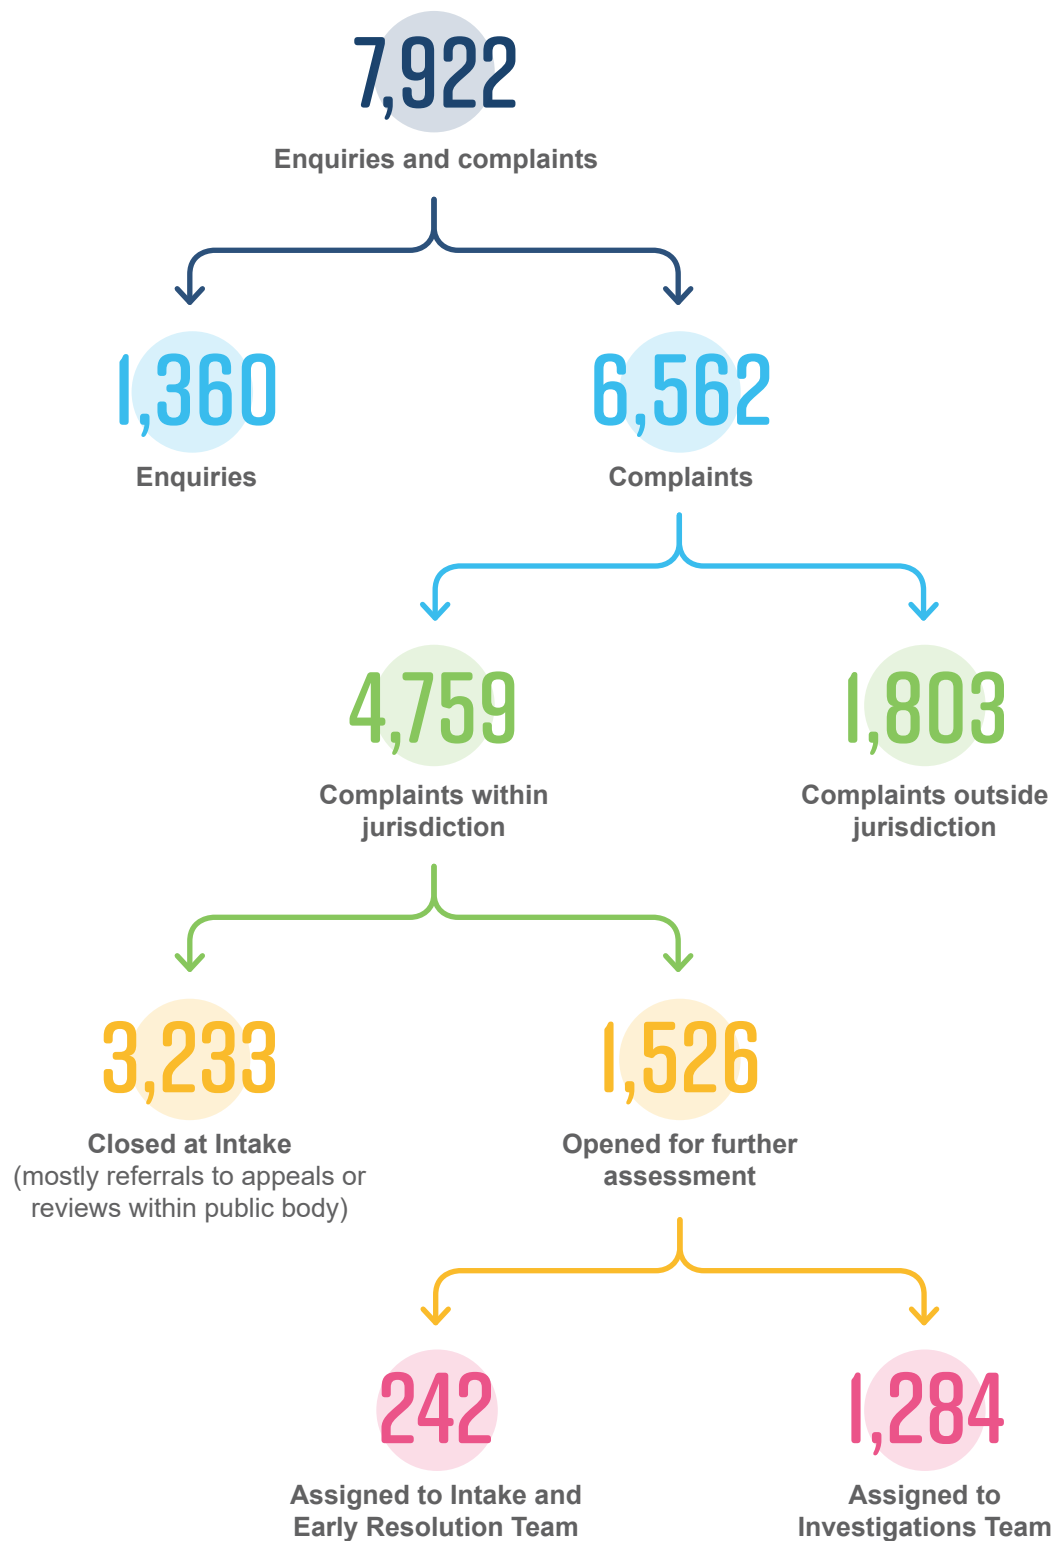 7,922
Enquiries and complaints
1,360
Enquiries
6,562
Complaints
4,759
Complaints within
jurisdiction
1,803
Complaints outside
jurisdiction
3,233
Closed at Intake
(mostly referrals to appeals or
reviews within public body)
1,526
Opened for further
assessment
242
Assigned to Intake and
Early Resolution Team
1,284
Assigned to
Investigations Team